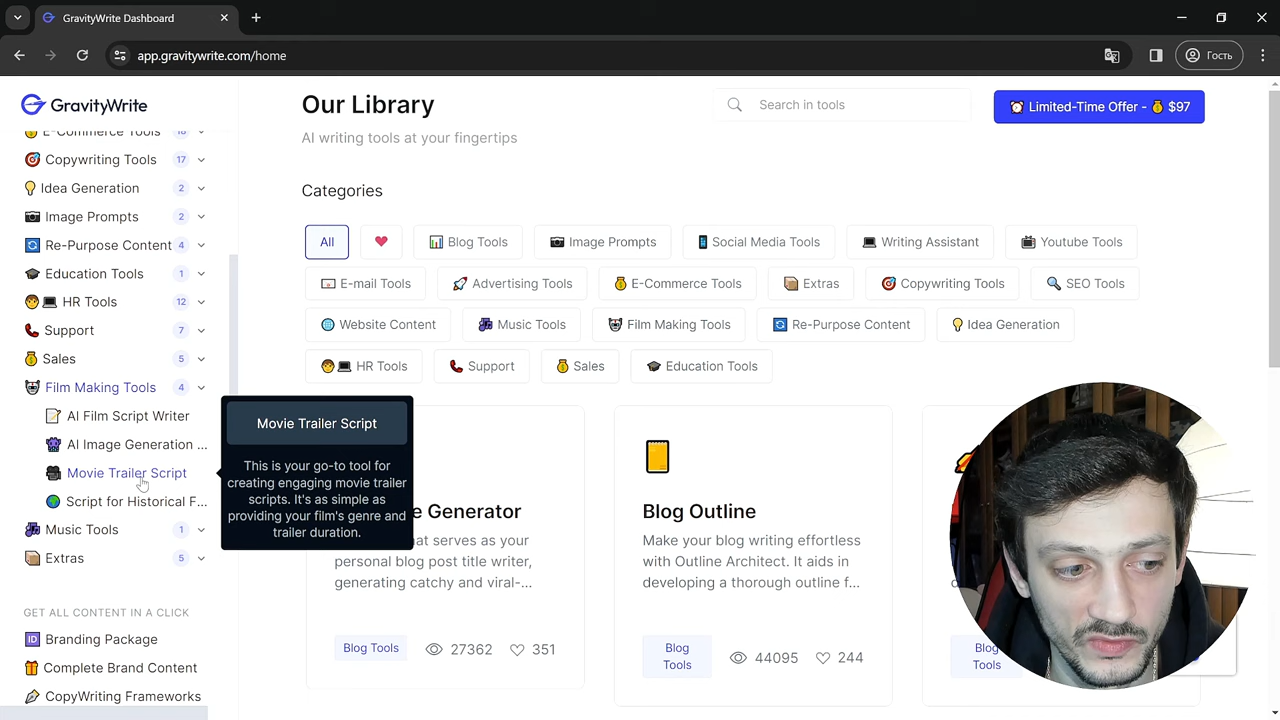 GravityWrite Dashboard
app.gravitywrite.com/home
Гость
GravityWrite
E-Commerce Tools 18
Copywriting Tools 17
Idea Generation 2
Image Prompts 2
Re-Purpose Content 4
Education Tools 1
HR Tools 12
Support 7
Sales 5
Film Making Tools 4
AI Film Script Writer
AI Image Generation ...
Movie Trailer Script
Script for Historical F...
Music Tools 1
Extras 5
GET ALL CONTENT IN A CLICK
Branding Package
Complete Brand Content
CopyWriting Frameworks
Movie Trailer Script
This is your go-to tool for
creating engaging movie trailer
scripts. It's as simple as
providing your film's genre and
trailer duration.
Our Library
AI writing tools at your fingertips
Search in tools
Limited-Time Offer - $97
Categories
All
Blog Tools
Image Prompts
Social Media Tools
Writing Assistant
Youtube Tools
E-mail Tools
Advertising Tools
E-Commerce Tools
Extras
Copywriting Tools
SEO Tools
Website Content
Music Tools
Film Making Tools
Re-Purpose Content
Idea Generation
HR Tools
Support
Sales
Education Tools
e Generator
that serves as your
personal blog post title writer,
generating catchy and viral-...
Blog Tools
27362
351
Blog Outline
Make your blog writing effortless
with Outline Architect. It aids in
developing a thorough outline f...
Blog
Tools
44095
244
Blog
Tools